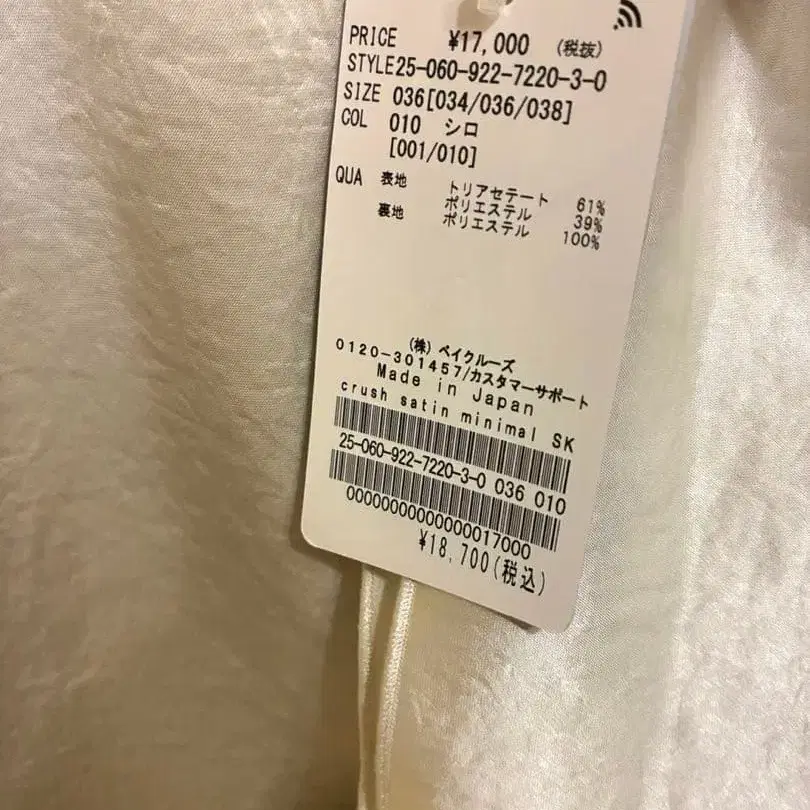 PRICE ¥17,000 (税抜)
STYLE25-060-922-7220-3-0
SIZE 036[034/036/038]
COL 010 シロ
[001/010]
QUA 表地 トリアセテート 61%
ポリエステル 39%
裏地 ポリエステル 100%
(株) ベイクルーズ
0120-301457/カスタマーサポート
Made in Japan
crush satin minimal SK
25-060-922-7220-3-0 036 010
0000000000000017000
¥18,700(税込)